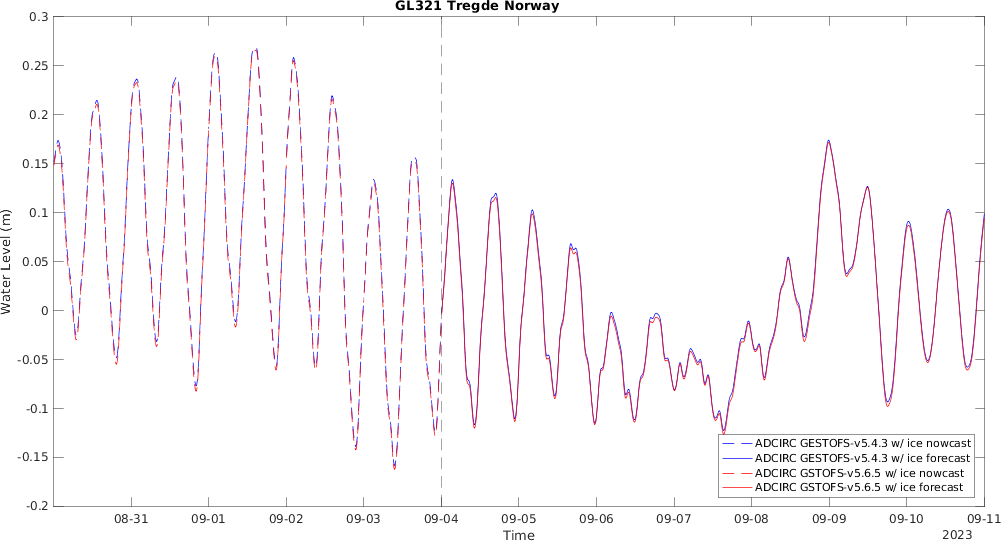 GL321 Tregde Norway
0.3
0.25
0.2
0.15
0.1
0.05
0
-0.05
-0.1
-0.15
-0.2
Water Level (m)
08-31 09-01 09-02 09-03 09-04 09-05 09-06 09-07 09-08 09-09 09-10 09-11
Time
2023
ADCIRC GESTOFS-v5.4.3 w/ ice nowcast
ADCIRC GESTOFS-v5.4.3 w/ ice forecast
ADCIRC GSTOFS-v5.6.5 w/ ice nowcast
ADCIRC GSTOFS-v5.6.5 w/ ice forecast